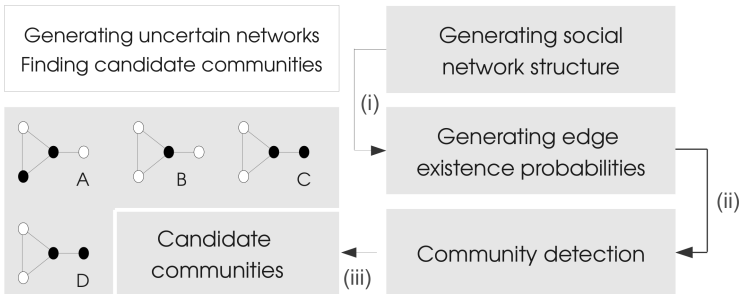 Generating uncertain networks
Finding candidate communities
Generating social
network structure
(i)
Generating edge
existence probabilities
(ii)
A
B
C
D
Candidate
communities
(iii)
Community detection